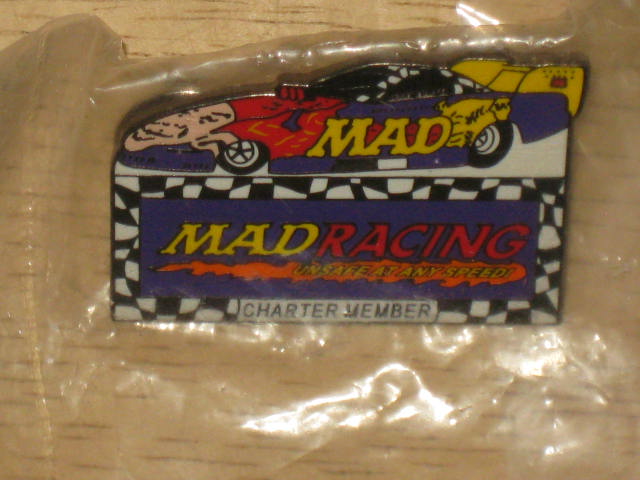 MAD
MADRACING
UNSAFE AT ANY SPEED!
CHARTER MEMBER